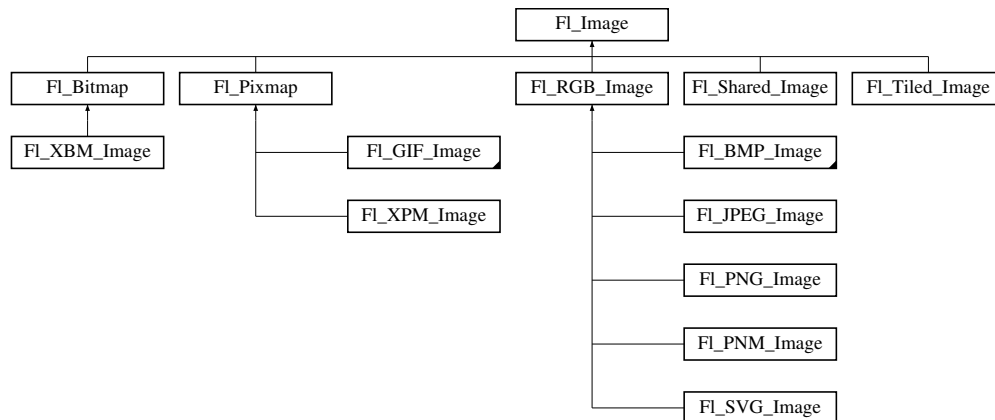 Fl_Image
Fl_Bitmap
Fl_Pixmap
Fl_RGB_Image
Fl_Shared_Image
Fl_Tiled_Image
Fl_XBM_Image
Fl_GIF_Image
Fl_BMP_Image
Fl_XPM_Image
Fl_JPEG_Image
Fl_PNG_Image
Fl_PNM_Image
Fl_SVG_Image